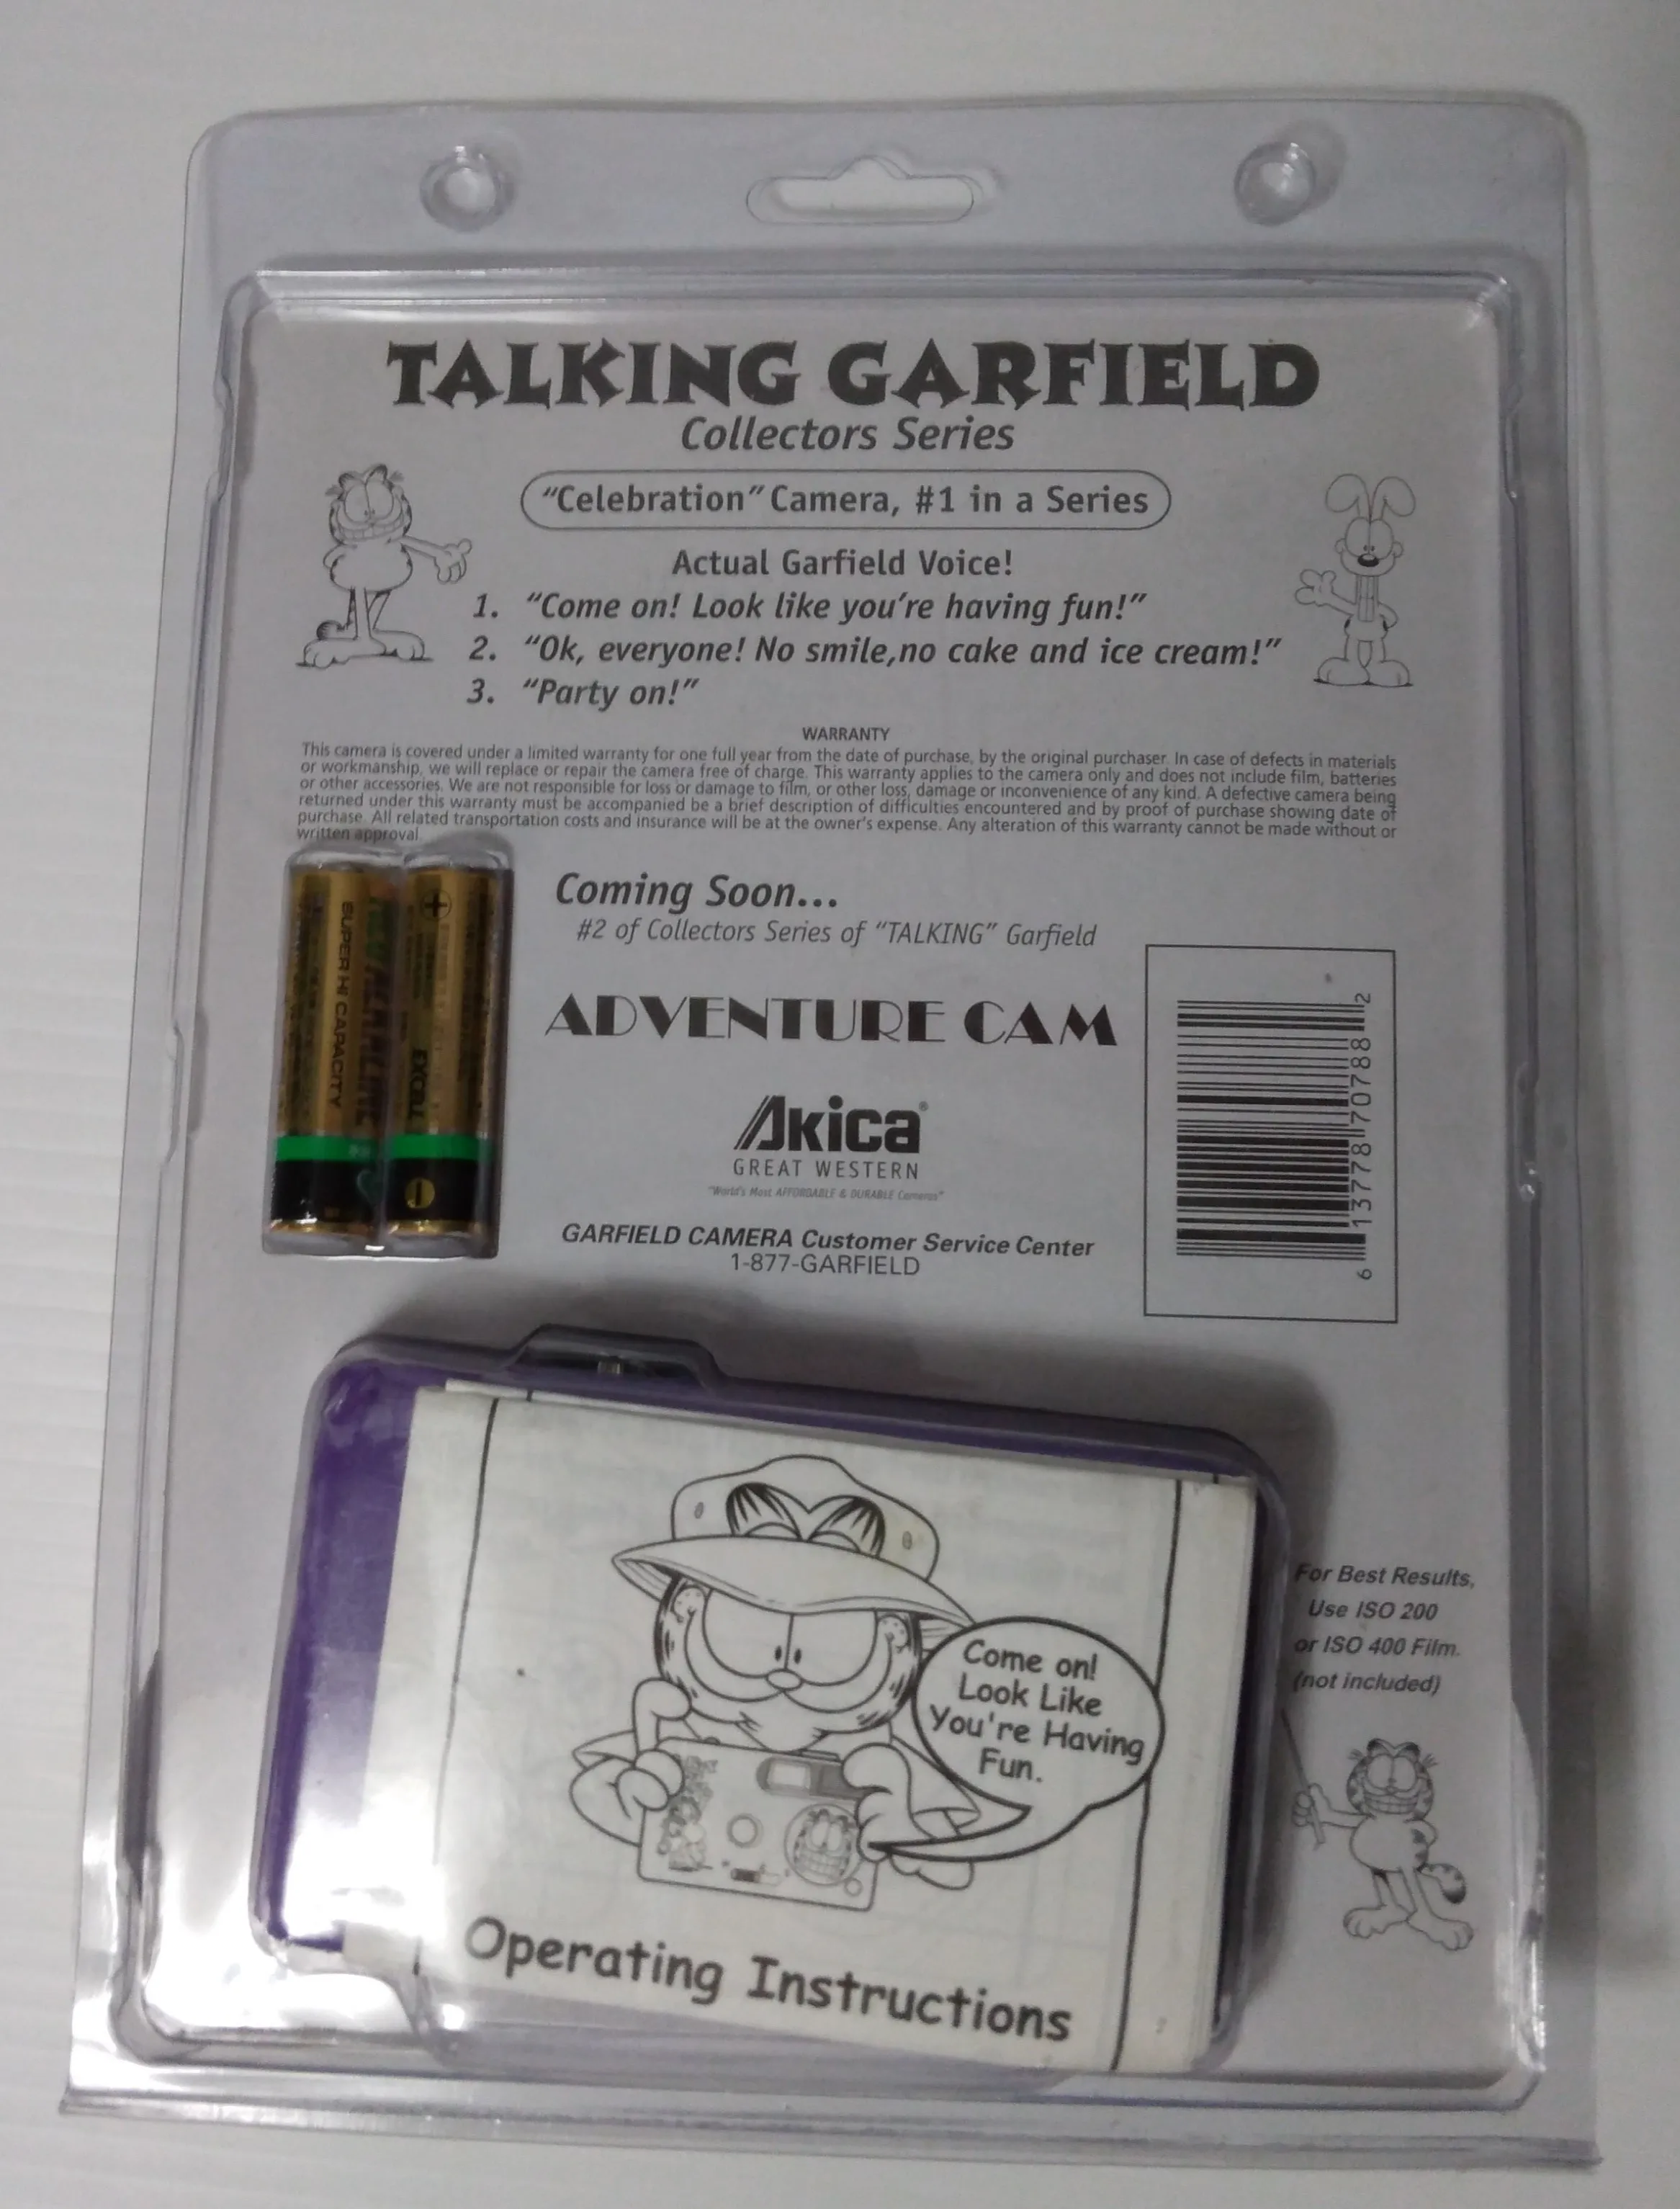 TALKING GARFIELD
Collectors Series
"Celebration" Camera, #1 in a Series
Actual Garfield Voice!
1. "Come on! Look like you're having fun!"
2. "Ok, everyone! No smile,no cake and ice cream!"
3. "Party on!"
WARRANTY
This camera is covered under a limited warranty for one full year from the date of purchase, by the original purchaser. In case of defects in materials
or workmanship, we will replace or repair the camera free of charge. This warranty applies to the camera only and does not include film, batteries
or other accessories. We are not responsible for loss or damage to film, or other loss, damage or inconvenience of any kind. A defective camera being
returned under this warranty must be accompanied be a brief description of difficulties encountered and by proof of purchase showing date of
purchase. All related transportation costs and insurance will be at the owner's expense. Any alteration of this warranty cannot be made without or
written approval.
SUPER HI CAPACITY
EXCELL
Coming Soon...
#2 of Collectors Series of "TALKING" Garfield
ADVENTURE CAM
Akica®
GREAT WESTERN
"World's Most AFFORDABLE & DURABLE Cameras"
GARFIELD CAMERA Customer Service Center
1-877-GARFIELD
6 13778 70788 2
Come on!
Look Like
You're Having
Fun.
Operating Instructions
For Best Results,
Use ISO 200
or ISO 400 Film.
(not included)